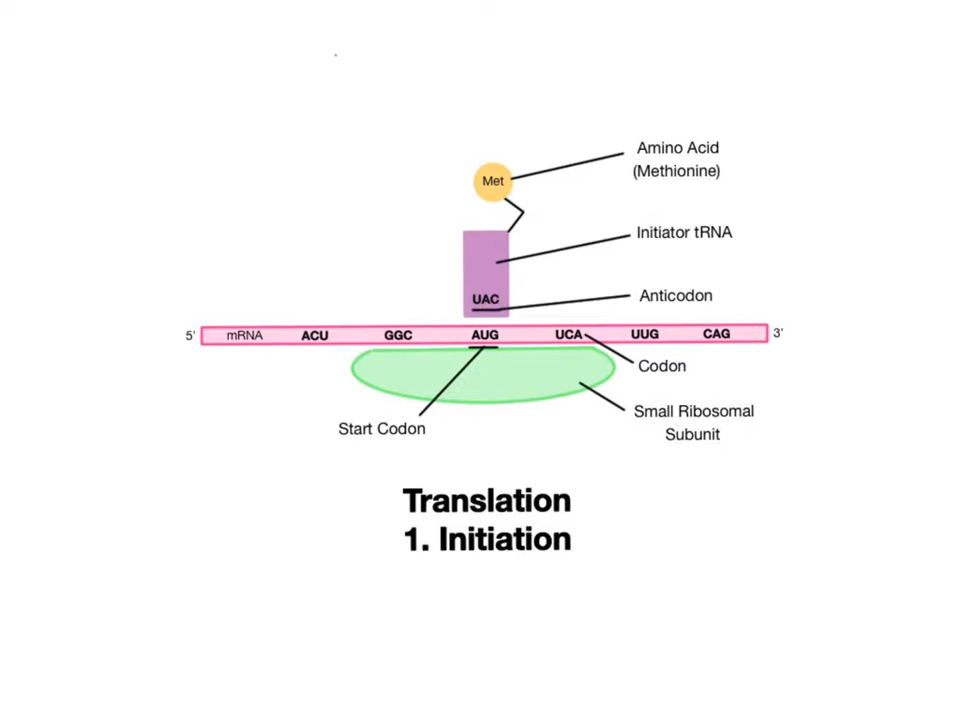 Amino Acid
(Methionine)
Met
Initiator tRNA
UAC
Anticodon
5' mRNA ACU GGC AUG UCA UUG CAG 3'
Codon
Small Ribosomal
Subunit
Start Codon
Translation
1. Initiation